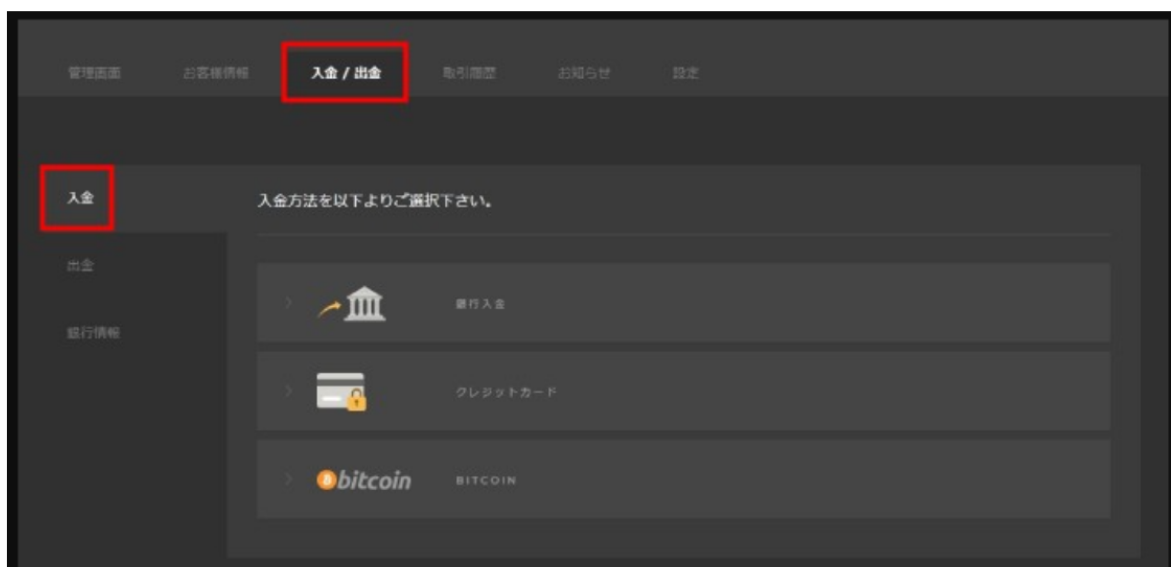 管理画面 お客様情報 入金 / 出金 取引履歴 お知らせ 設定
入金
入金方法を以下よりご選択下さい。
出金
銀行入金
銀行情報
クレジットカード
bitcoin BITCOIN